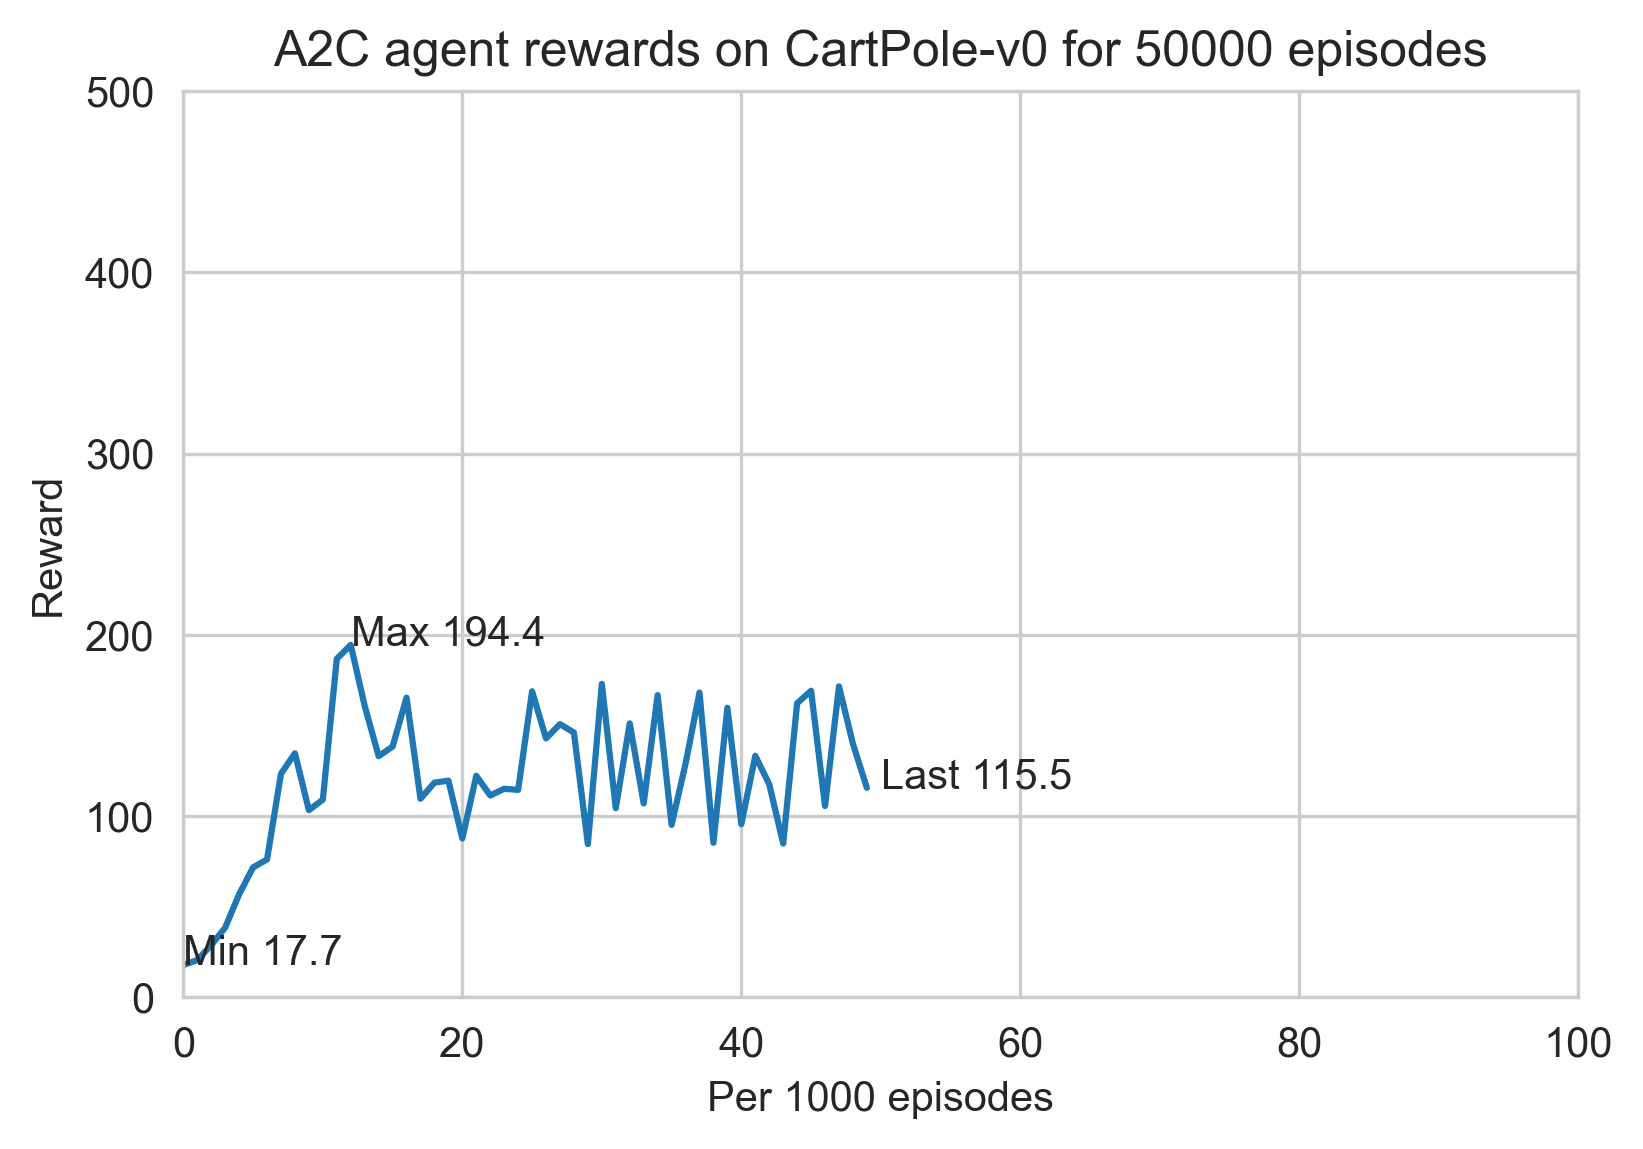 A2C agent rewards on CartPole-v0 for 50000 episodes
500
400
300
200
100
0
Reward
Max 194.4
Last 115.5
Min 17.7
0 20 40 60 80 100
Per 1000 episodes